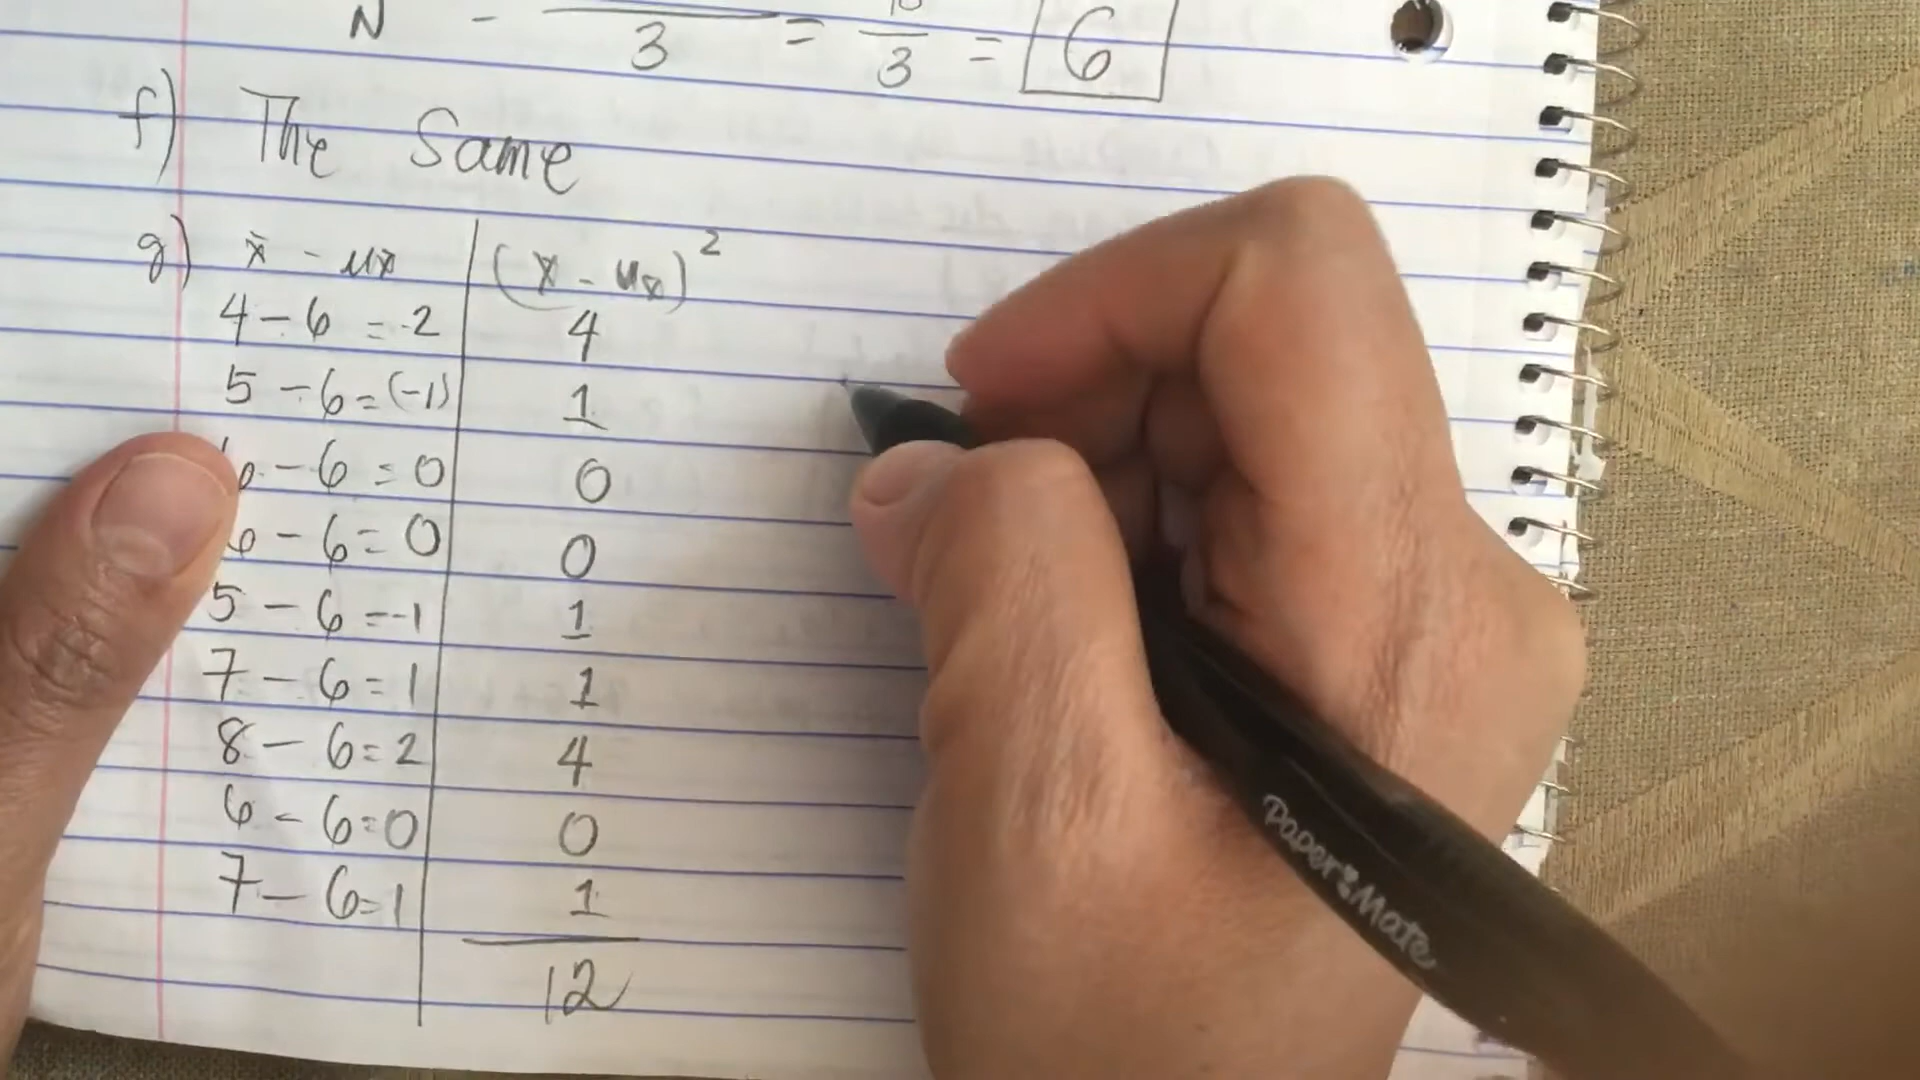 N - 3 = 18/3 = 6
f) The Same
g) x̄ - μx̄ | (x̄ - μx̄)²
4 - 6 = -2 | 4
5 - 6 = (-1) | 1
6 - 6 = 0 | 0
6 - 6 = 0 | 0
5 - 6 = -1 | 1
7 - 6 = 1 | 1
8 - 6 = 2 | 4
6 - 6 = 0 | 0
7 - 6 = 1 | 1
12
Paper:Mate